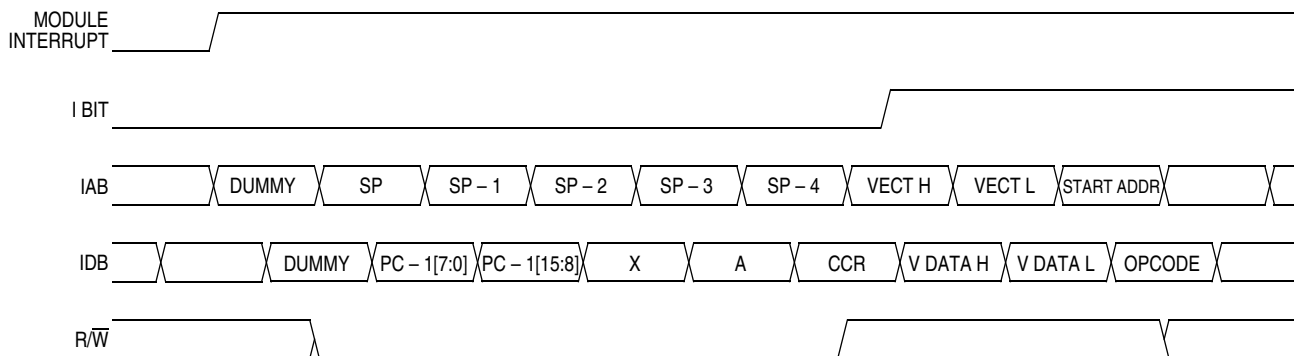 MODULE
INTERRUPT
I BIT
IAB DUMMY SP SP – 1 SP – 2 SP – 3 SP – 4 VECT H VECT L START ADDR
IDB DUMMY PC – 1[7:0] PC – 1[15:8] X A CCR V DATA H V DATA L OPCODE
R/W̅